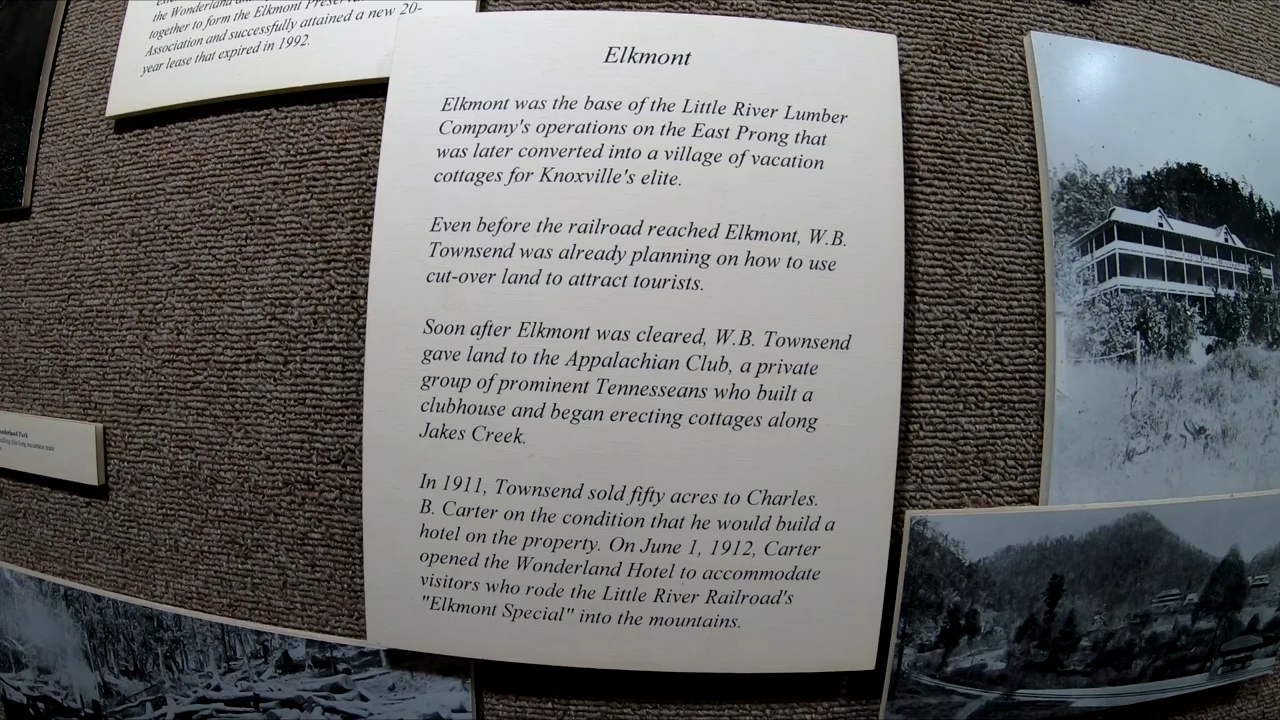 the Wonderland
together to form the Elkmont
Association and successfully attained a new 20-
year lease that expired in 1992.
Elkmont
Elkmont was the base of the Little River Lumber
Company's operations on the East Prong that
was later converted into a village of vacation
cottages for Knoxville's elite.
Even before the railroad reached Elkmont, W.B.
Townsend was already planning on how to use
cut-over land to attract tourists.
Soon after Elkmont was cleared, W.B. Townsend
gave land to the Appalachian Club, a private
group of prominent Tennesseans who built a
clubhouse and began erecting cottages along
Jakes Creek.
In 1911, Townsend sold fifty acres to Charles.
B. Carter on the condition that he would build a
hotel on the property. On June 1, 1912, Carter
opened the Wonderland Hotel to accommodate
visitors who rode the Little River Railroad's
"Elkmont Special" into the mountains.